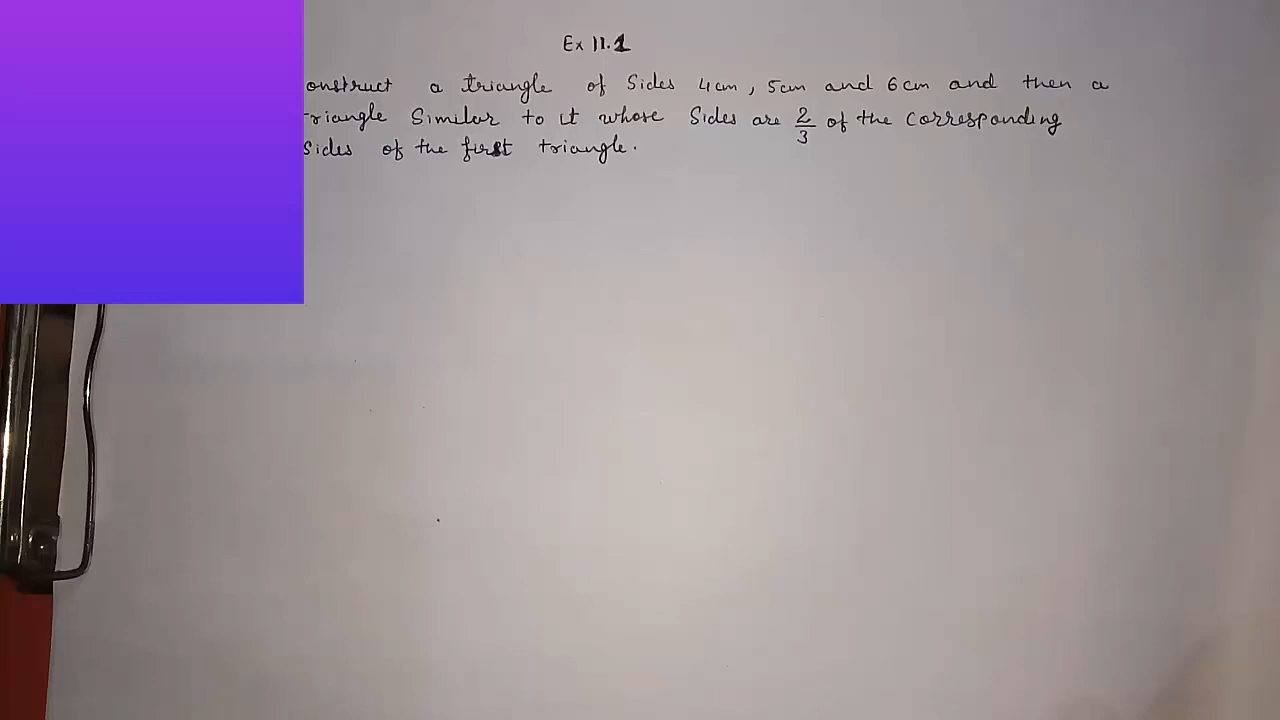 Ex 11.1
onstruct a triangle of Sides 4cm, 5cm and 6cm and then a
riangle Similar to it whose Sides are 2/3 of the corresponding
Sides of the first triangle.